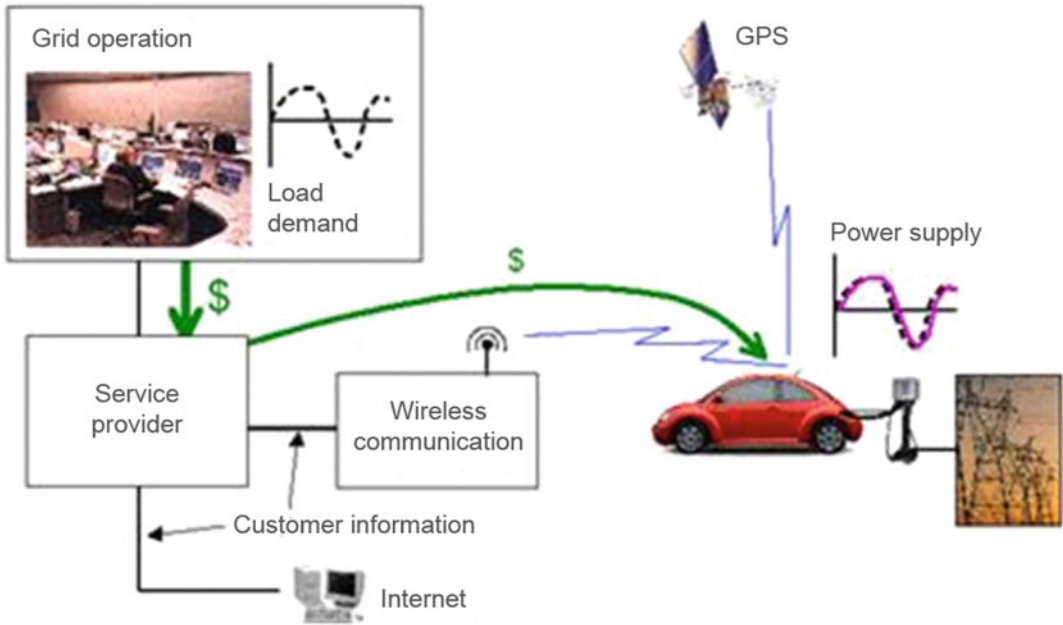 Grid operation
Load
demand
GPS
Power supply
$
$
Service
provider
Wireless
communication
Customer information
Internet